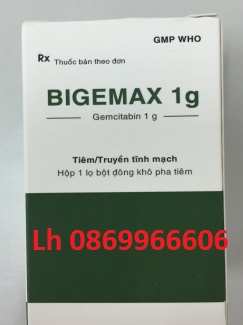 GMP WHO
Rx Thuốc bán theo đơn
BIGEMAX 1g
Gemcitabin 1 g
Tiêm/Truyền tĩnh mạch
Hộp 1 lọ bột đông khô pha tiêm
Lh 0869966606